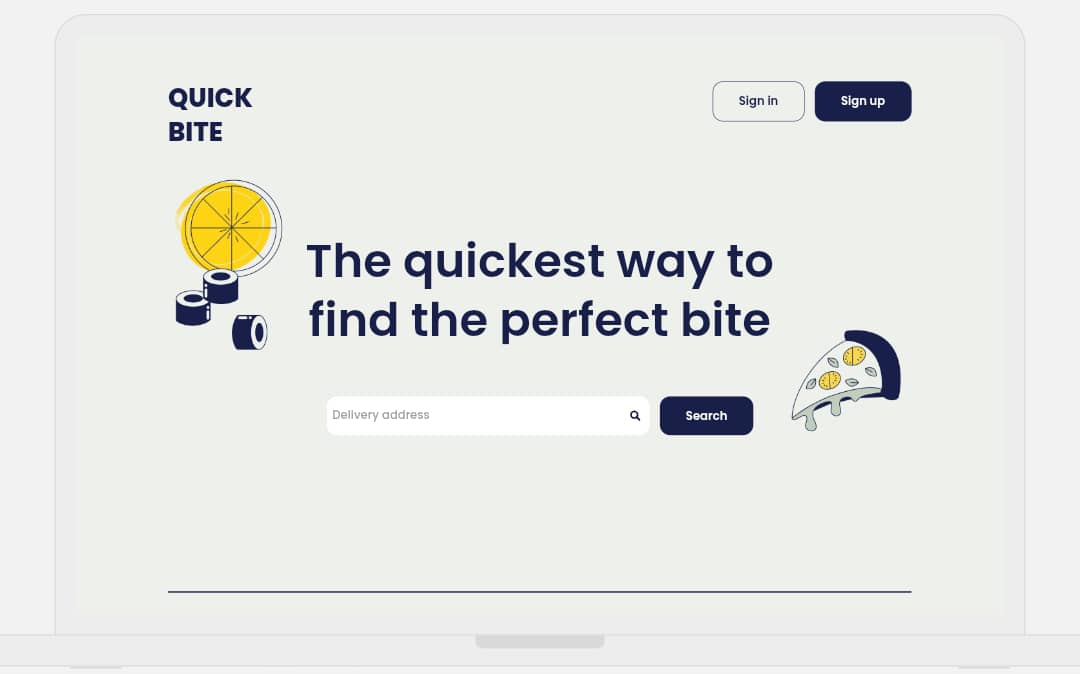 QUICK
BITE
Sign in
Sign up
The quickest way to
find the perfect bite
Delivery address
Search